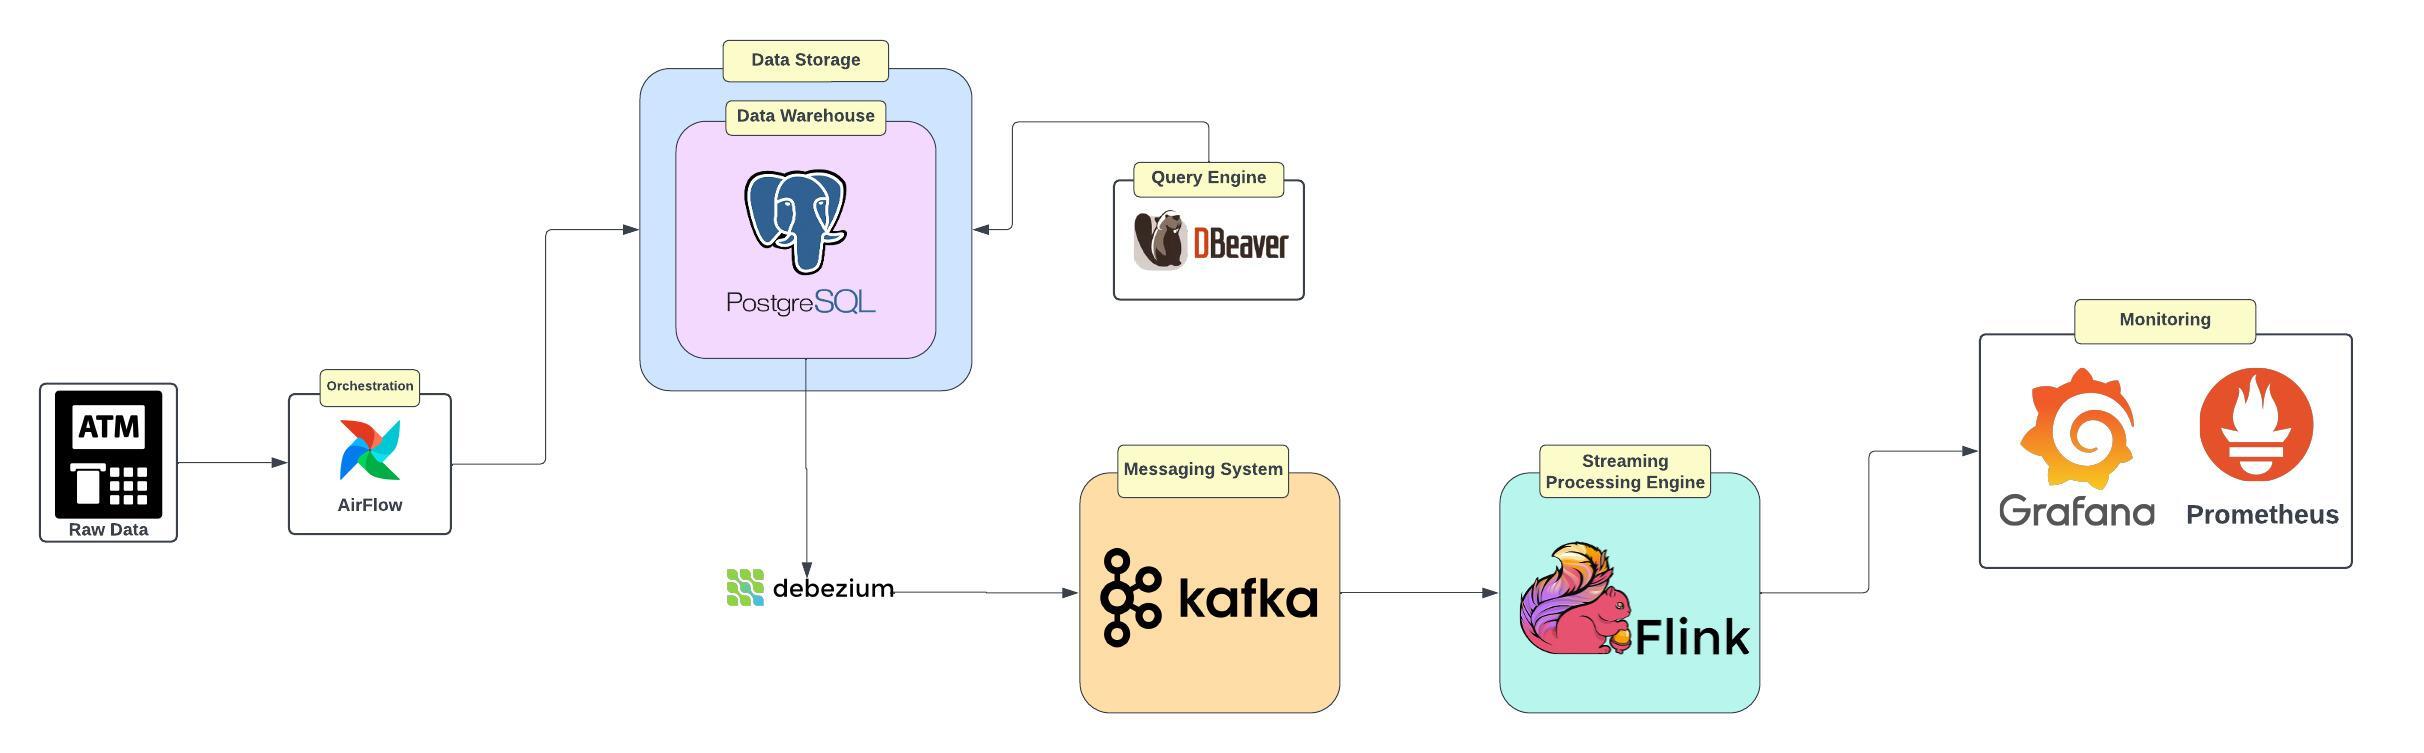 Data Storage
Data Warehouse
PostgreSQL
Query Engine
DBeaver
ATM
Raw Data
Orchestration
AirFlow
debezium
Messaging System
kafka
Streaming
Processing Engine
Flink
Monitoring
Grafana
Prometheus